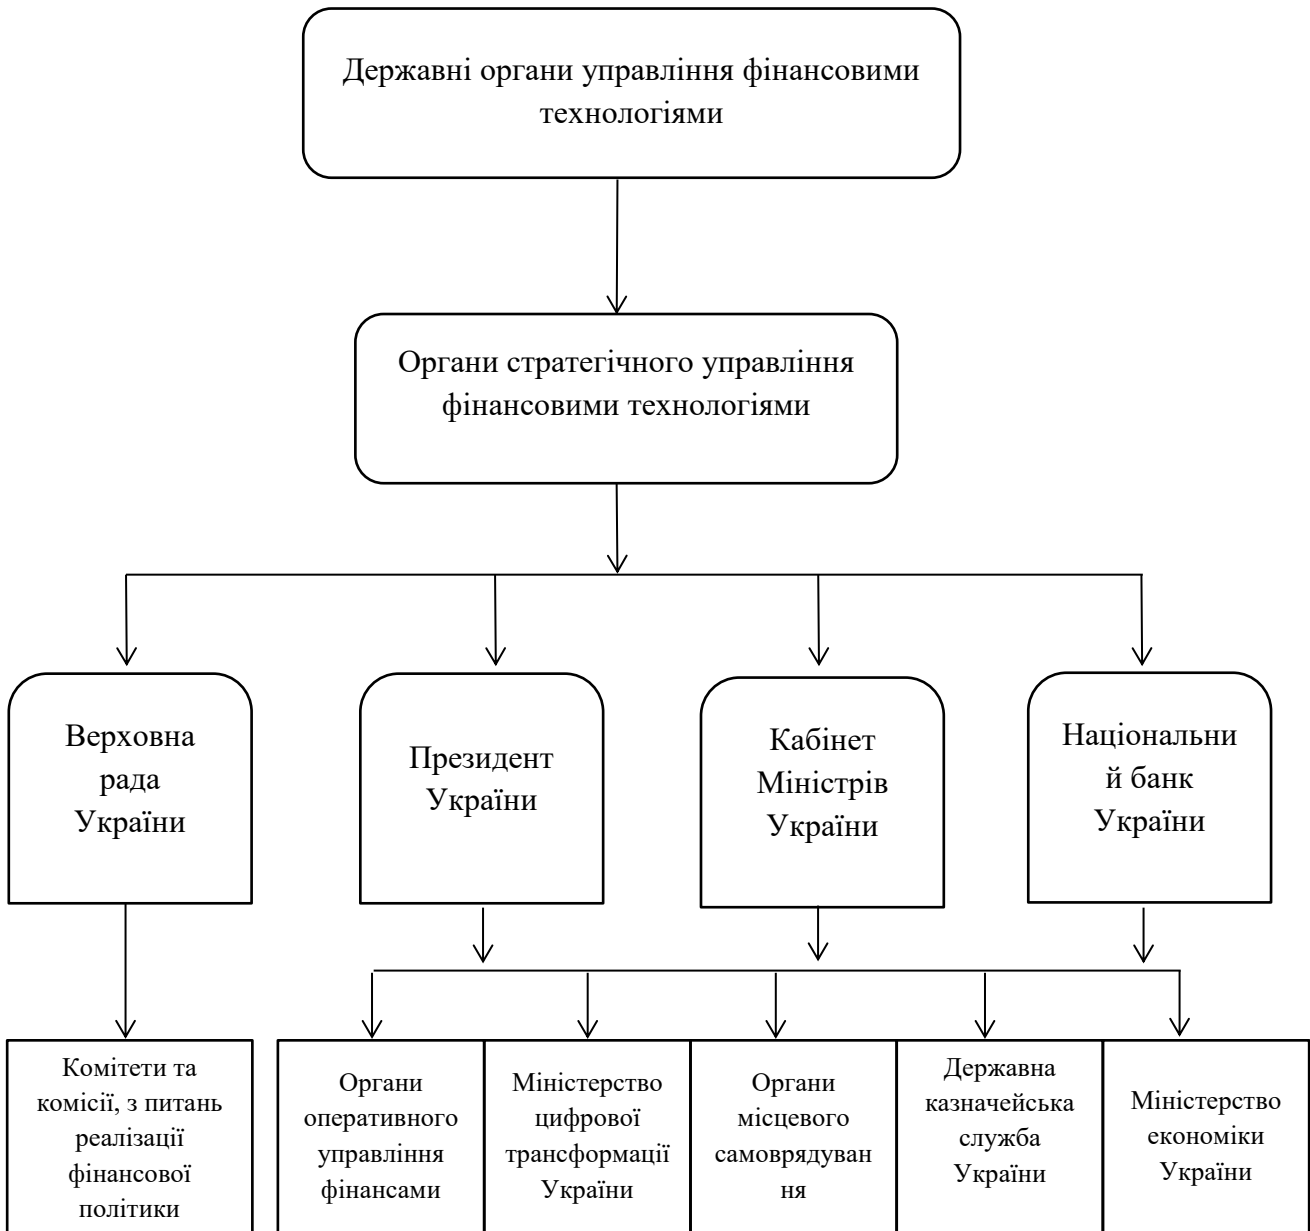 Державні органи управління фінансовими
технологіями
Органи стратегічного управління
фінансовими технологіями
Верховна
рада
України
Президент
України
Кабінет
Міністрів
України
Національни
й банк
України
Комітети та
комісії, з питань
реалізації
фінансової
політики
Органи
оперативного
управління
фінансами
Міністерство
цифрової
трансформації
України
Органи
місцевого
самоврядуван
ня
Державна
казначейська
служба
України
Міністерство
економіки
України